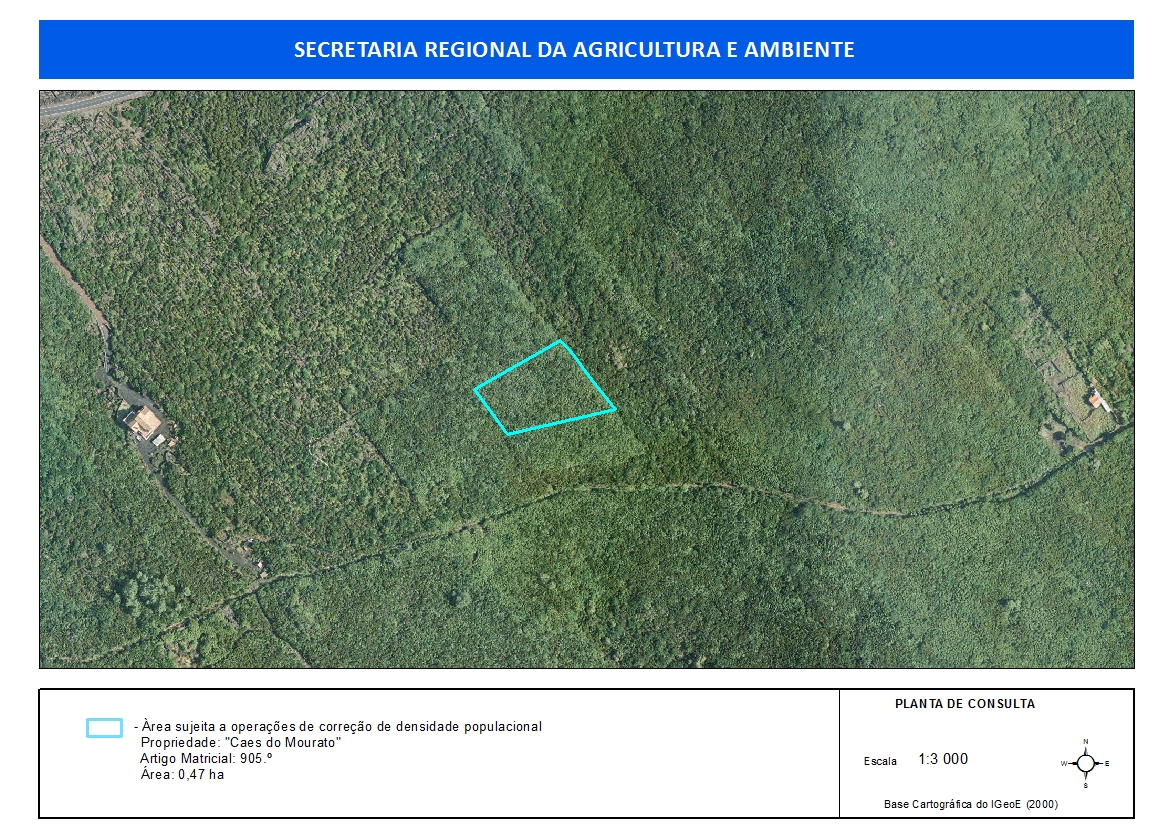 SECRETARIA REGIONAL DA AGRICULTURA E AMBIENTE
- Àrea sujeita a operações de correção de densidade populacional
Propriedade: "Caes do Mourato"
Artigo Matricial: 905.º
Área: 0,47 ha
PLANTA DE CONSULTA
Escala 1:3 000
N
W E
S
Base Cartográfica do IGeoE (2000)